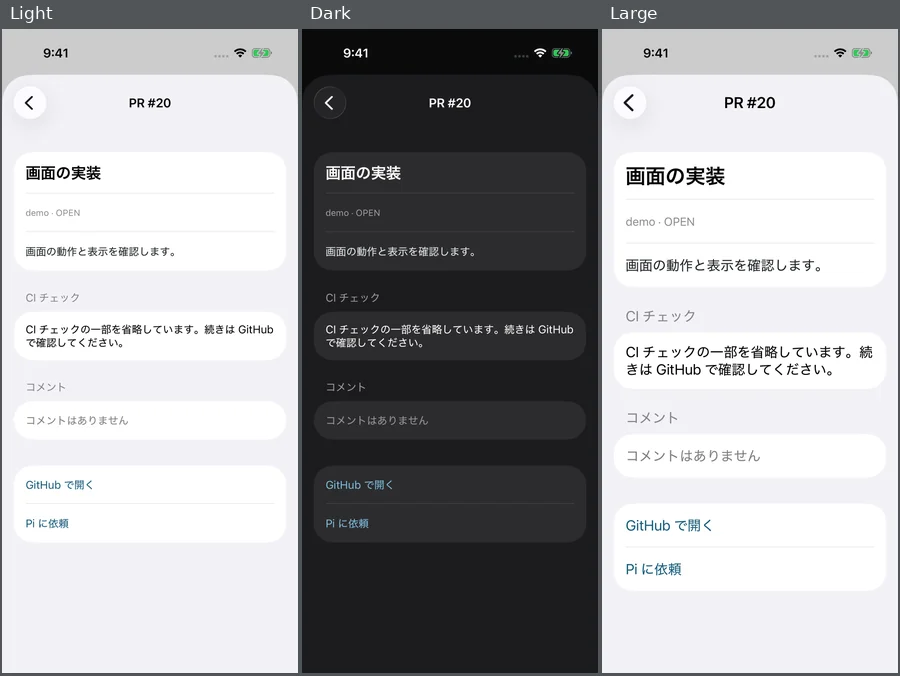 Light
9:41
PR #20
画面の実装
demo · OPEN
画面の動作と表示を確認します。
CI チェック
CI チェックの一部を省略しています。続きは GitHub
で確認してください。
コメント
コメントはありません
GitHub で開く
Pi に依頼
Dark
9:41
PR #20
画面の実装
demo · OPEN
画面の動作と表示を確認します。
CI チェック
CI チェックの一部を省略しています。続きは GitHub
で確認してください。
コメント
コメントはありません
GitHub で開く
Pi に依頼
Large
9:41
PR #20
画面の実装
demo · OPEN
画面の動作と表示を確認します。
CI チェック
CI チェックの一部を省略しています。続
きは GitHub で確認してください。
コメント
コメントはありません
GitHub で開く
Pi に依頼